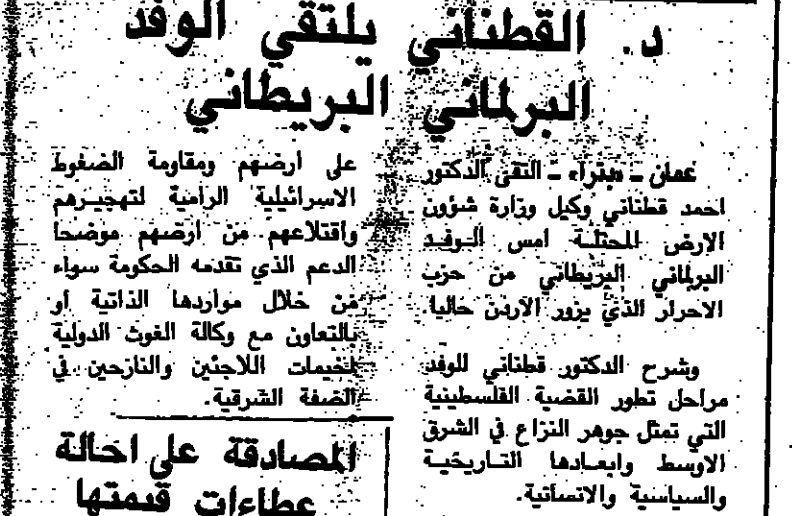 د. القطناني يلتقي الوفد
البرلماني البريطاني
عمان ـ بتراء ـ التقى الدكتور
احمد قطناني وكيل وزارة شؤون
الارض المحتلة امس الوفد
البرلماني البريطاني من حزب
الاحرار الذي يزور الاردن حاليا.
وشرح الدكتور قطناني للوفد
مراحل تطور القضية الفلسطينية
التي تمثل جوهر النزاع في الشرق
الاوسط وابعادها التاريخية
والسياسية والانسانية.
على ارضهم ومقاومة الضغوط
الاسرائيلية الرامية لتهجيرهم
واقتلاعهم من ارضهم موضحا
الدعم الذي تقدمه الحكومة سواء
من خلال مواردها الذاتية أو
بالتعاون مع وكالة الغوث الدولية
لمخيمات اللاجئين والنازحين في
الضفة الشرقية.
المصادقة على احالة
عطاءات قيمتها